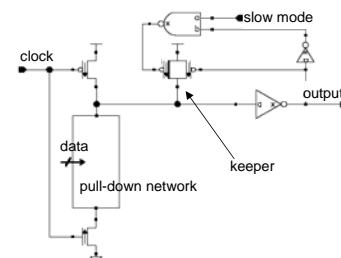 slow mode
clock
output
data
keeper
pull-down network